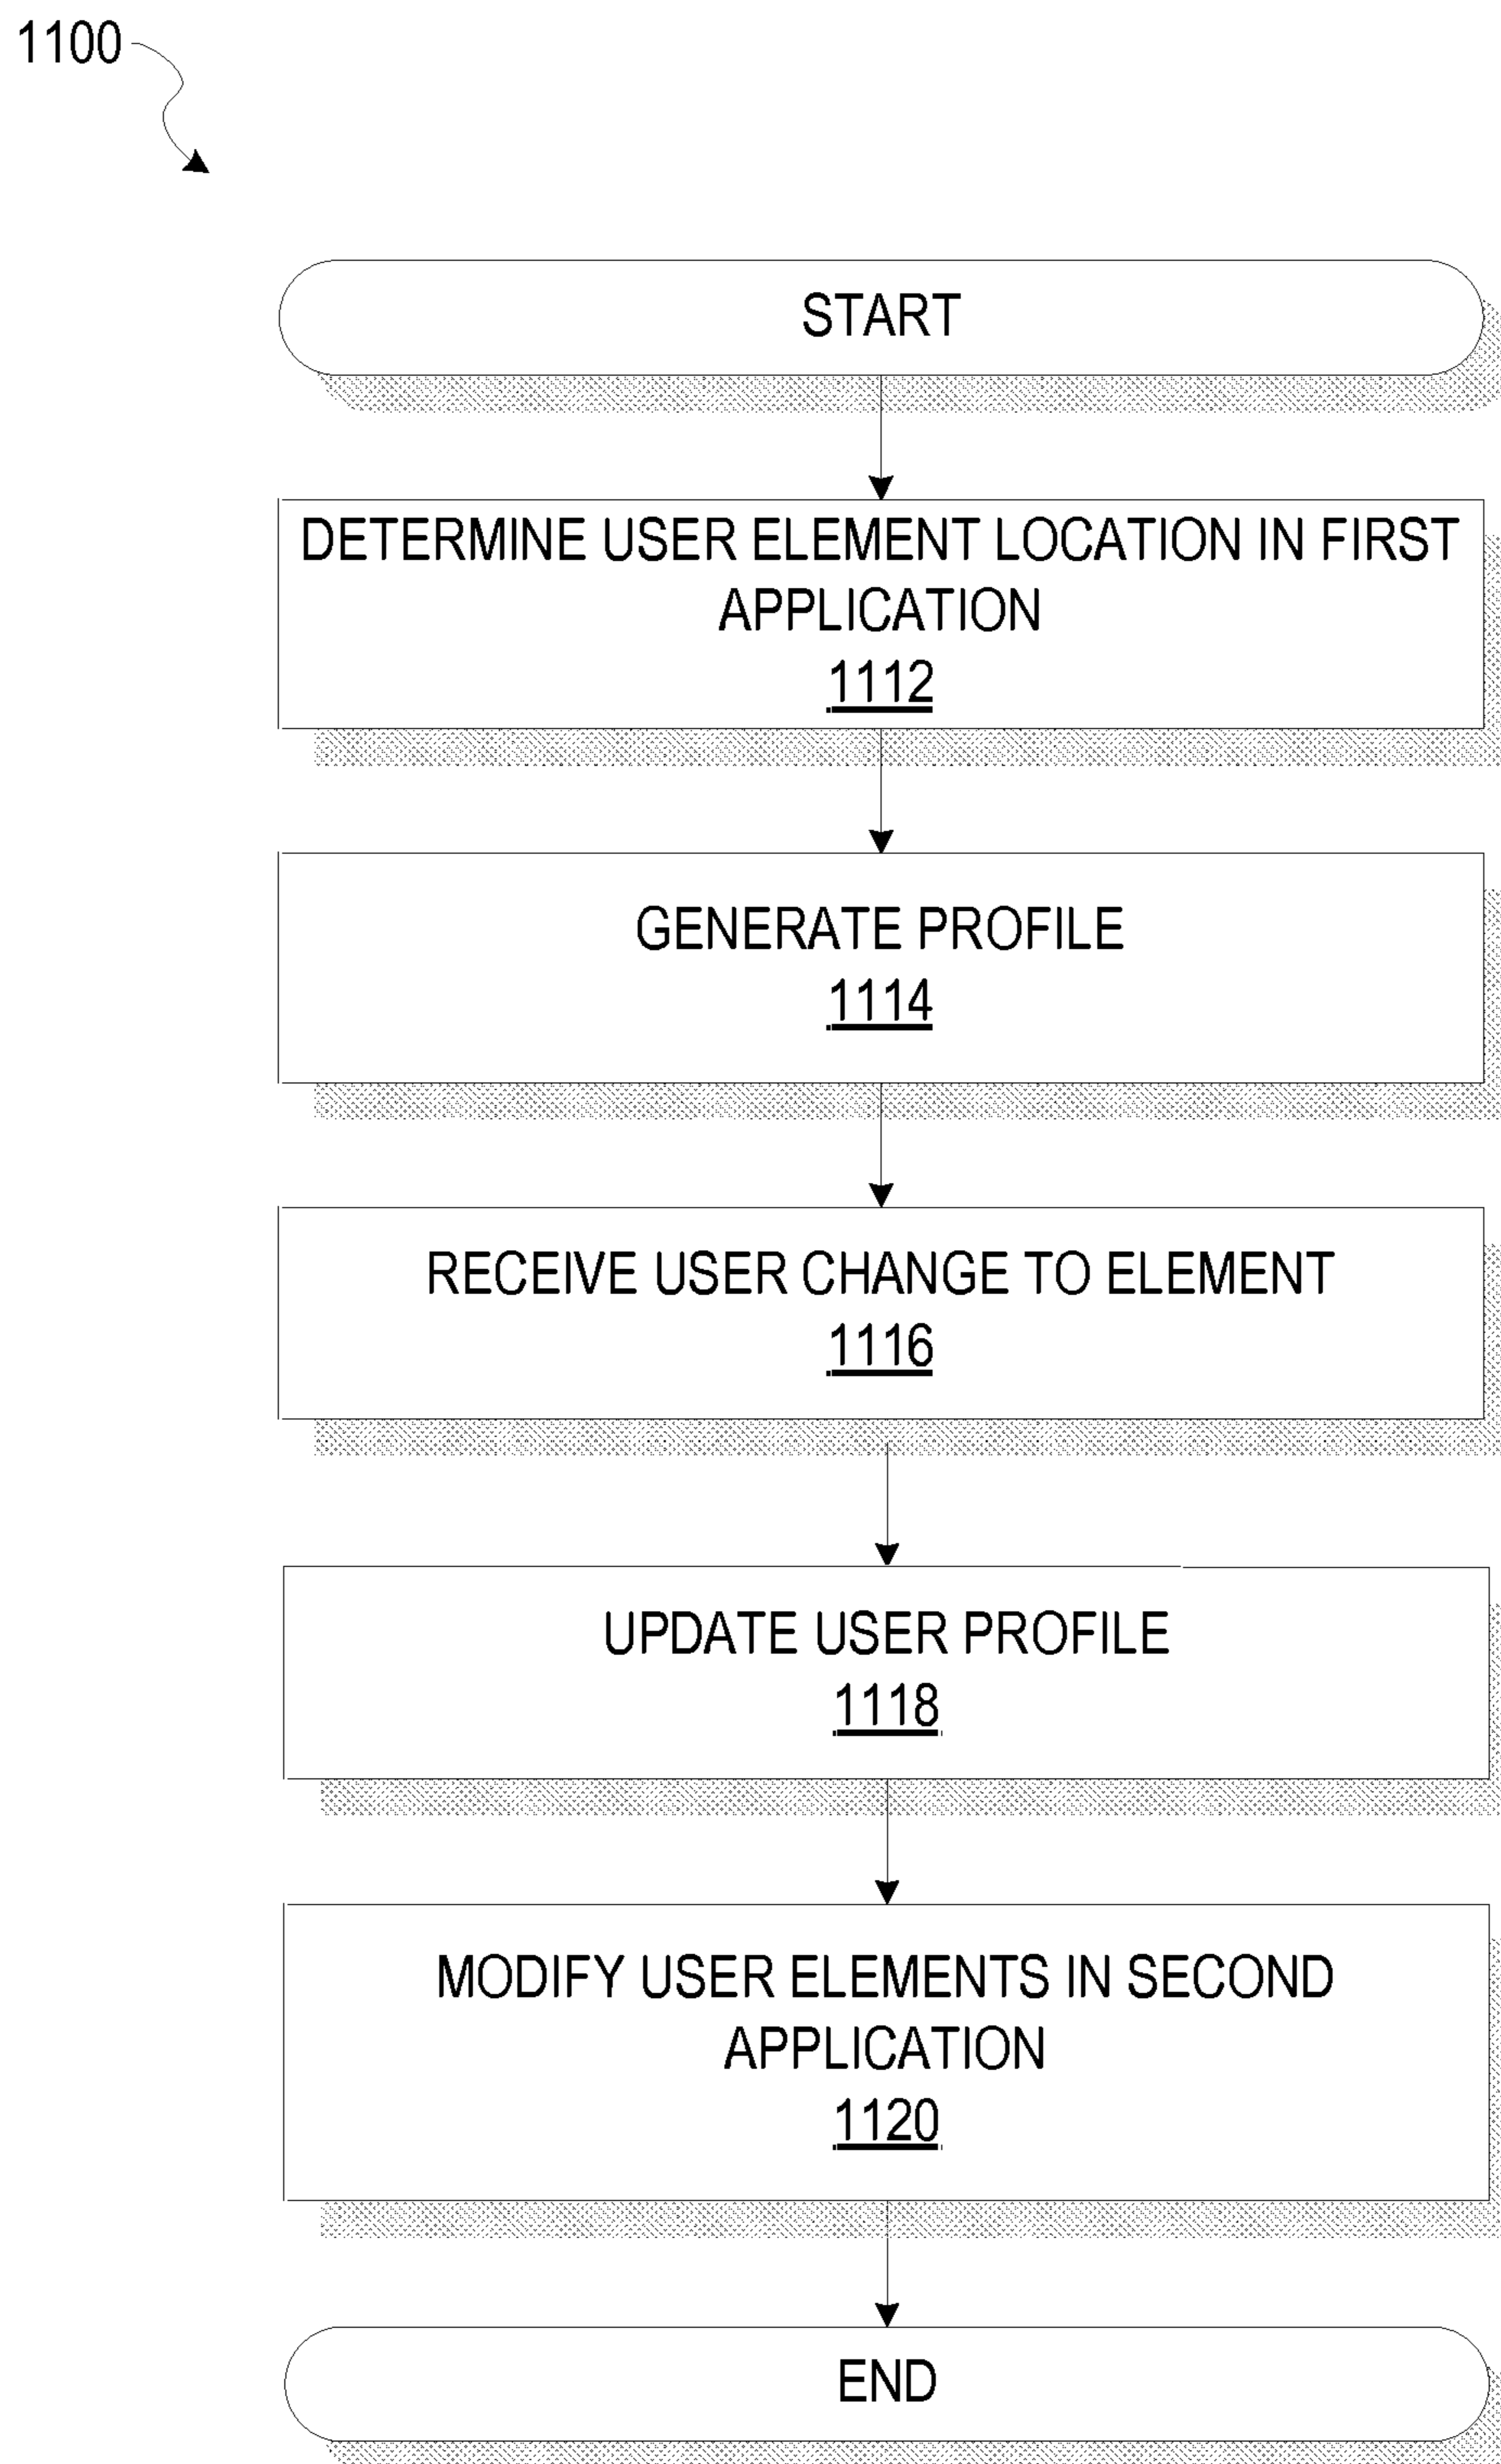 1100
START
DETERMINE USER ELEMENT LOCATION IN FIRST
APPLICATION
1112
GENERATE PROFILE
1114
RECEIVE USER CHANGE TO ELEMENT
1116
UPDATE USER PROFILE
1118
MODIFY USER ELEMENTS IN SECOND
APPLICATION
1120
END